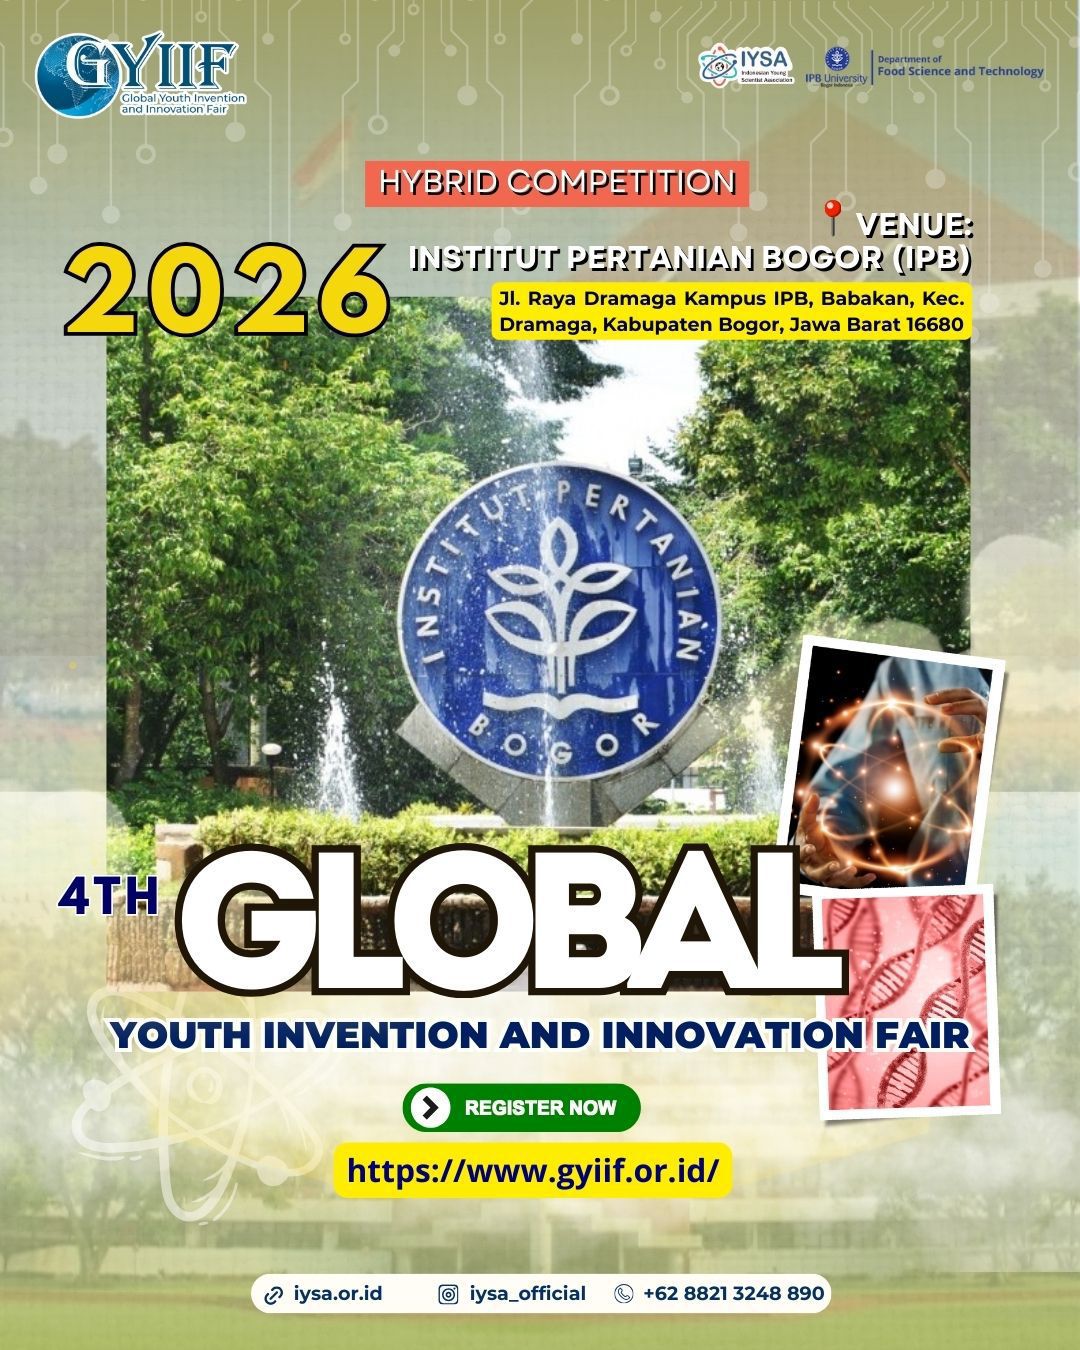 GYIIF
Global Youth Invention
and Innovation Fair
IYSA
Indonesian Young
Scientist Association
IPB University
Bogor Indonesia
Department of
Food Science and Technology
HYBRID COMPETITION
2026
📍 VENUE:
INSTITUT PERTANIAN BOGOR (IPB)
Jl. Raya Dramaga Kampus IPB, Babakan, Kec.
Dramaga, Kabupaten Bogor, Jawa Barat 16680
INSTITUT PERTANIAN
BOGOR
4TH
GLOBAL
YOUTH INVENTION AND INNOVATION FAIR
REGISTER NOW
https://www.gyiif.or.id/
iysa.or.id
iysa_official
+62 8821 3248 890